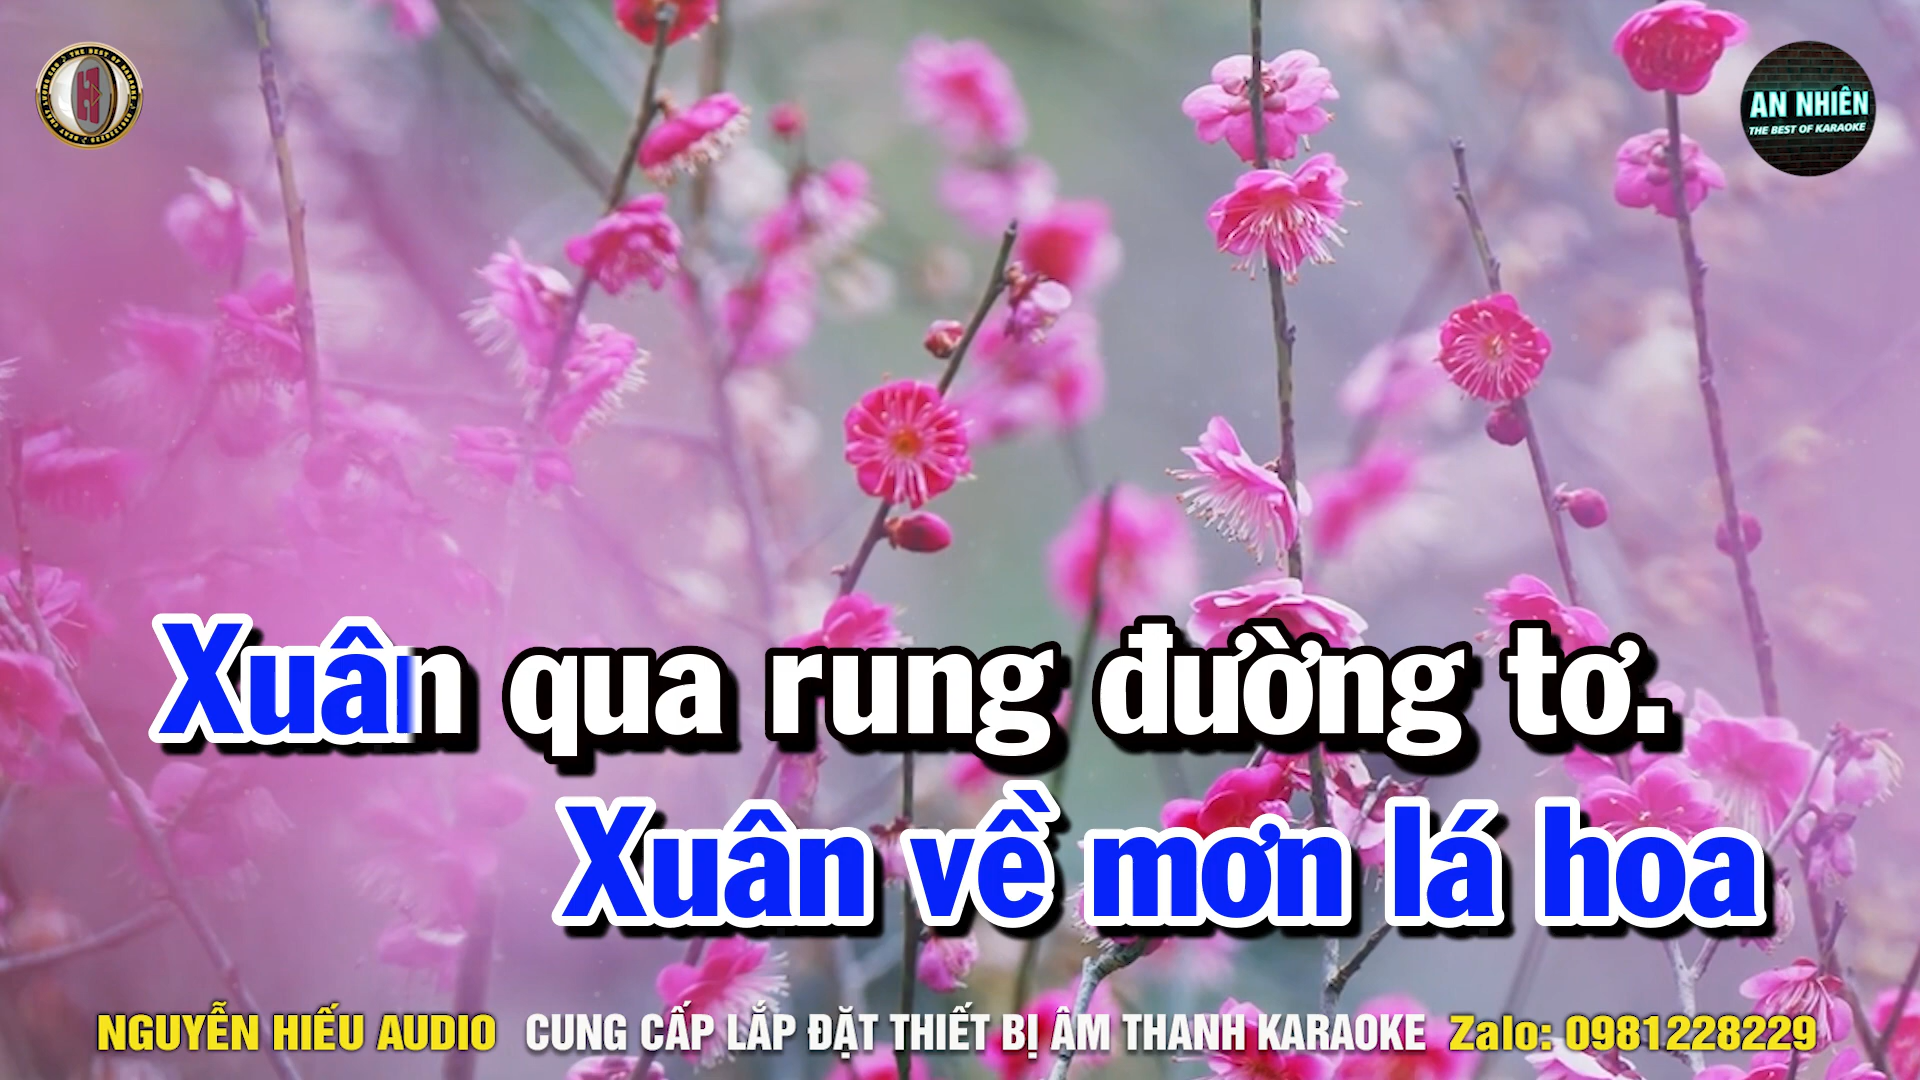 AN NHIÊN
THE BEST OF KARAOKE
Xuân qua rung đường tơ.
Xuân về mơn lá hoa
NGUYỄN HIẾU AUDIO CUNG CẤP LẮP ĐẶT THIẾT BỊ ÂM THANH KARAOKE Zalo: 0981228229